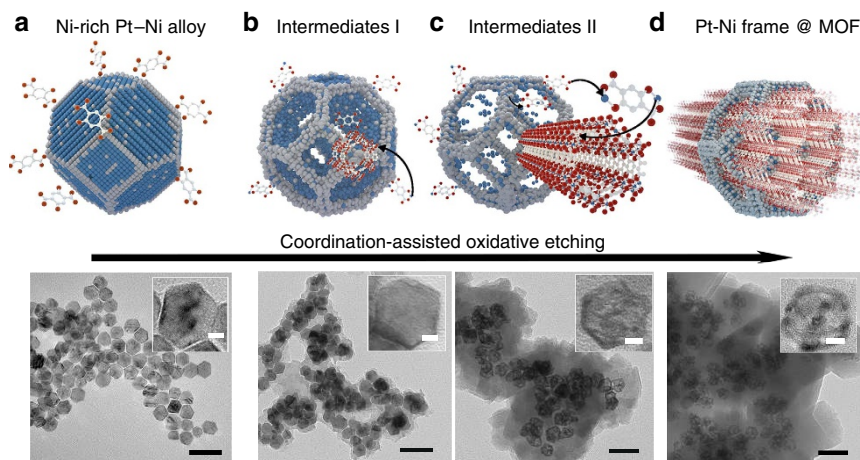 a Ni-rich Pt–Ni alloy
b Intermediates I
c Intermediates II
d Pt-Ni frame @ MOF
Coordination-assisted oxidative etching